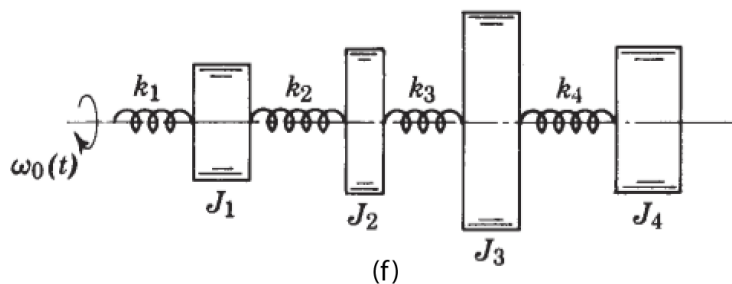 k₁ k₂ k₃ k₄
ω₀(t)
J₁ J₂ J₃ J₄
(f)